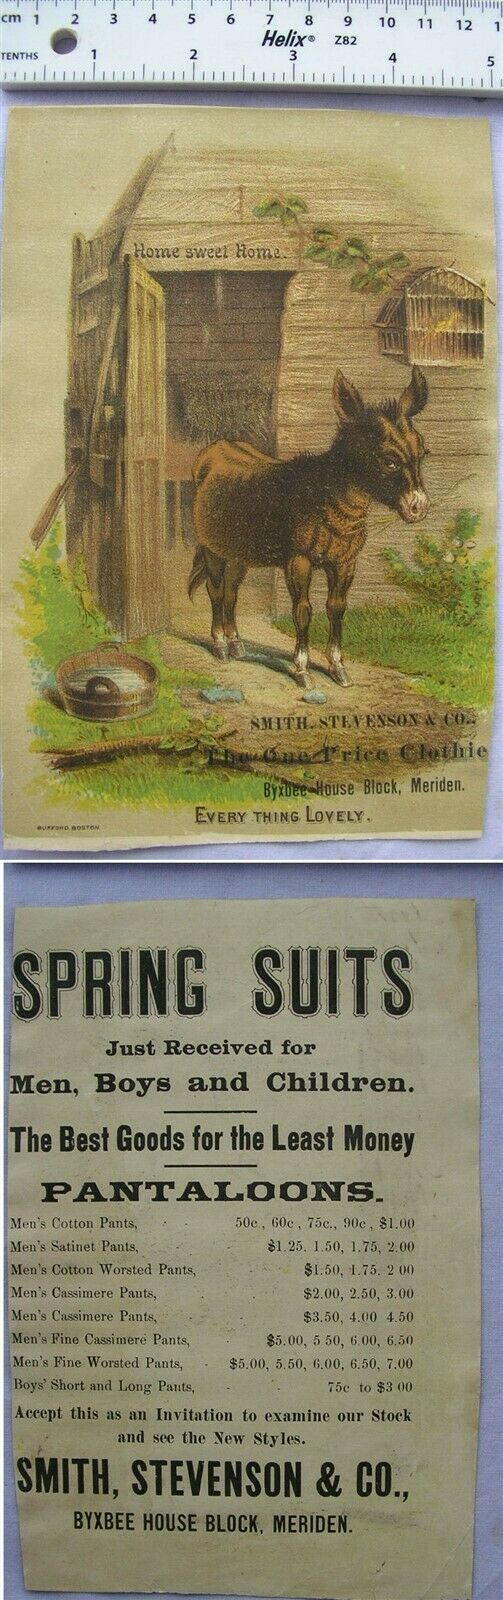 cm 1 2 3 4 5 6 7 8 9 10 11 12 1
Helix® Z82
TENTHS 1 2 3 4 5
Home sweet Home.
SMITH, STEVENSON & CO.,
The One Price Clothie
Byxbee House Block, Meriden.
EVERY THING LOVELY.
BUFFORD, BOSTON
SPRING SUITS
Just Received for
Men, Boys and Children.
The Best Goods for the Least Money
PANTALOONS.
Men's Cotton Pants, - - 50c., 60c, 75c., 90c, $1.00
Men's Satinet Pants, - - $1.25. 1.50, 1.75, 2.00
Men's Cotton Worsted Pants, $1.50, 1.75. 2 00
Men's Cassimere Pants, - $2.00, 2.50, 3.00
Men's Cassimere Pants, - $3.50, 4.00 4.50
Men's Fine Cassimere Pants, $5.00, 5 50, 6.00, 6.50
Men's Fine Worsted Pants, - $5.00, 5.50, 6.00, 6.50, 7.00
Boys' Short and Long Pants, - - 75c to $3 00
Accept this as an Invitation to examine our Stock
and see the New Styles.
SMITH, STEVENSON & CO.,
BYXBEE HOUSE BLOCK, MERIDEN.